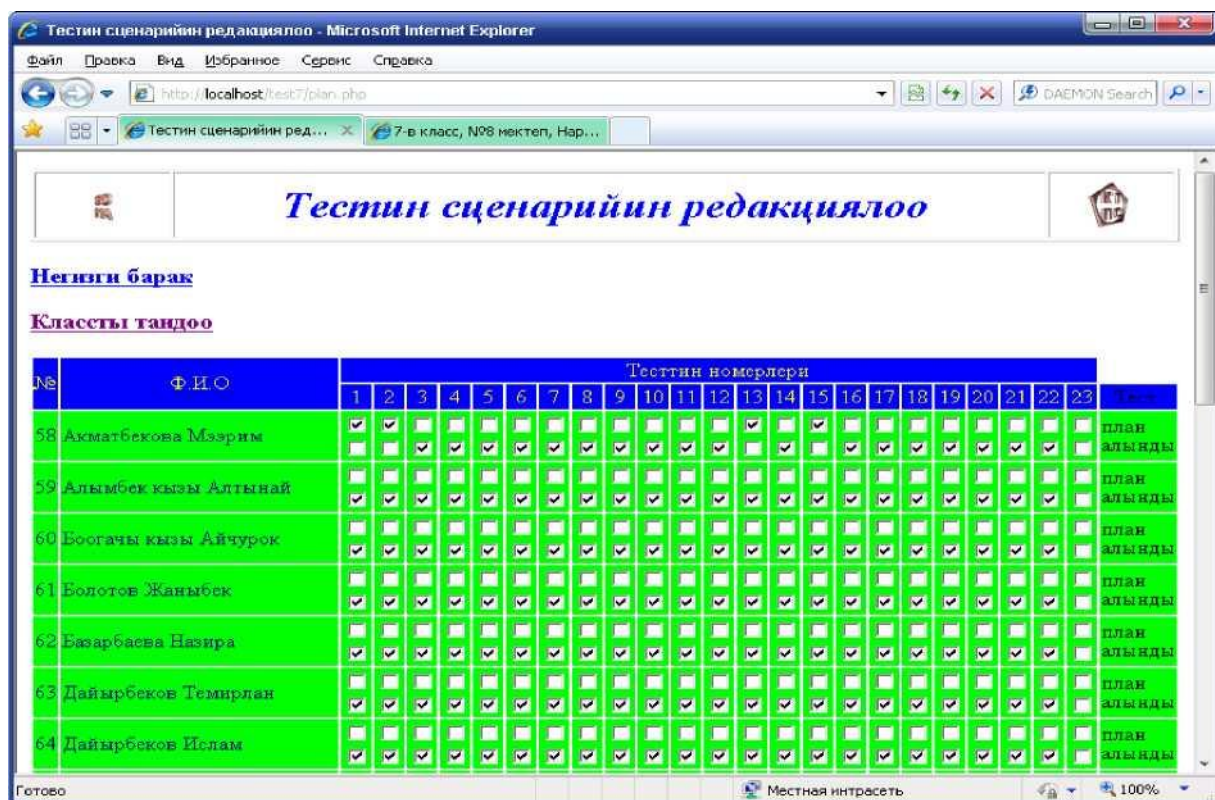 Тестин сценарийин редакциялоо - Microsoft Internet Explorer
Файл Правка Вид Избранное Сервис Справка
http://localhost/test7/plan.php DAEMON Search
Тестин сценарийин ред... 7-в класс, №8 мектеп, Нар...
Тестин сценарийин редакциялоо
Негизги барак
Классты тандоо
№ Ф.И.О Тесттин номерлери
1 2 3 4 5 6 7 8 9 10 11 12 13 14 15 16 17 18 19 20 21 22 23
58 Акматбекова Мээрим план алынды
59 Алымбек кызы Алтынай план алынды
60 Боогачы кызы Айчурок план алынды
61 Болотов Жаныбек план алынды
62 Базарбаева Назира план алынды
63 Дайырбеков Темирлан план алынды
64 Дайырбеков Ислам план алынды
Готово Местная интрасеть 100%